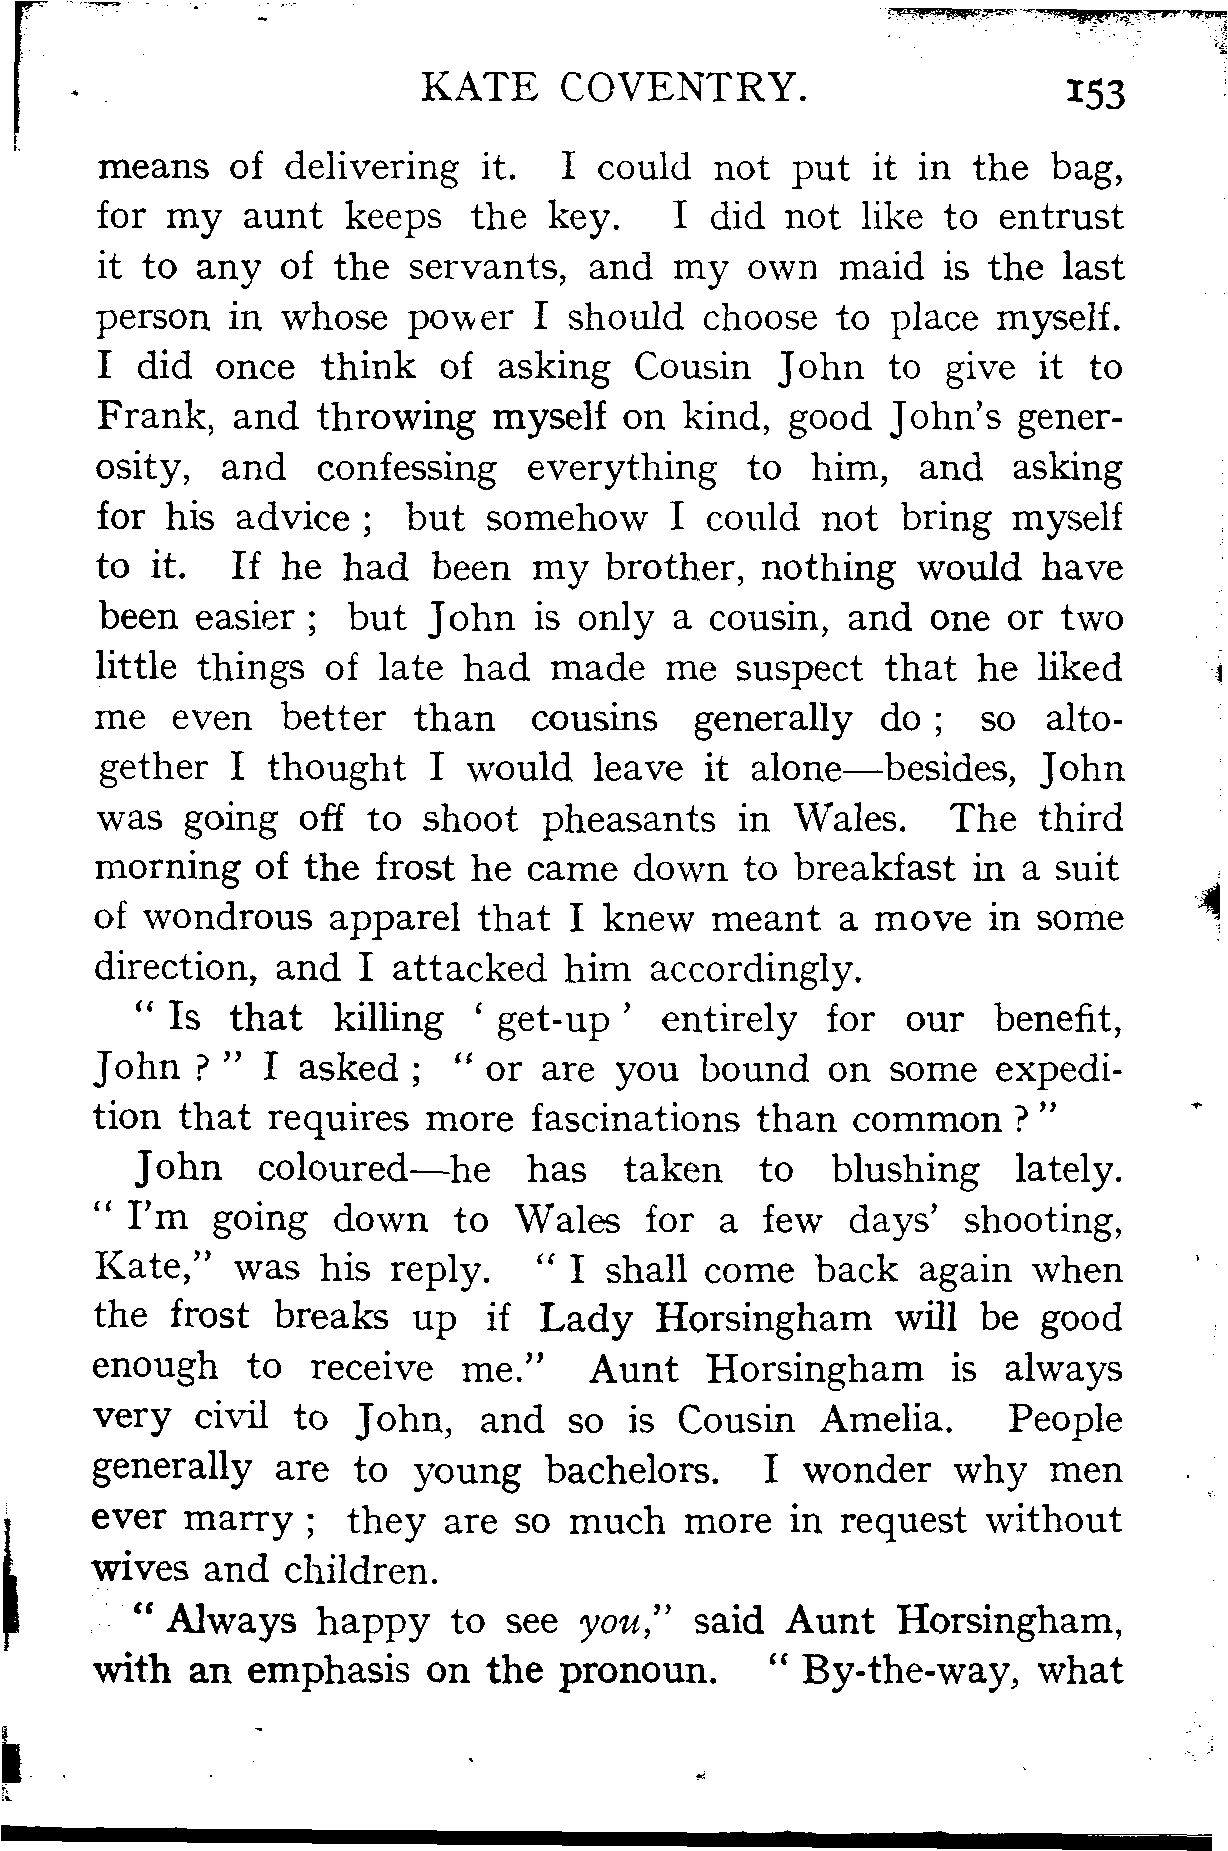 KATE COVENTRY. 153
means of delivering it. I could not put it in the bag,
for my aunt keeps the key. I did not like to entrust
it to any of the servants, and my own maid is the last
person in whose power I should choose to place myself.
I did once think of asking Cousin John to give it to
Frank, and throwing myself on kind, good John's gener-
osity, and confessing everything to him, and asking
for his advice ; but somehow I could not bring myself
to it. If he had been my brother, nothing would have
been easier ; but John is only a cousin, and one or two
little things of late had made me suspect that he liked
me even better than cousins generally do ; so alto-
gether I thought I would leave it alone—besides, John
was going off to shoot pheasants in Wales. The third
morning of the frost he came down to breakfast in a suit
of wondrous apparel that I knew meant a move in some
direction, and I attacked him accordingly.
“ Is that killing ‘ get-up ’ entirely for our benefit,
John ? ” I asked ; “ or are you bound on some expedi-
tion that requires more fascinations than common ? ”
John coloured—he has taken to blushing lately.
“ I'm going down to Wales for a few days' shooting,
Kate,” was his reply. “ I shall come back again when
the frost breaks up if Lady Horsingham will be good
enough to receive me.” Aunt Horsingham is always
very civil to John, and so is Cousin Amelia. People
generally are to young bachelors. I wonder why men
ever marry ; they are so much more in request without
wives and children.
“ Always happy to see you,” said Aunt Horsingham,
with an emphasis on the pronoun. “ By-the-way, what